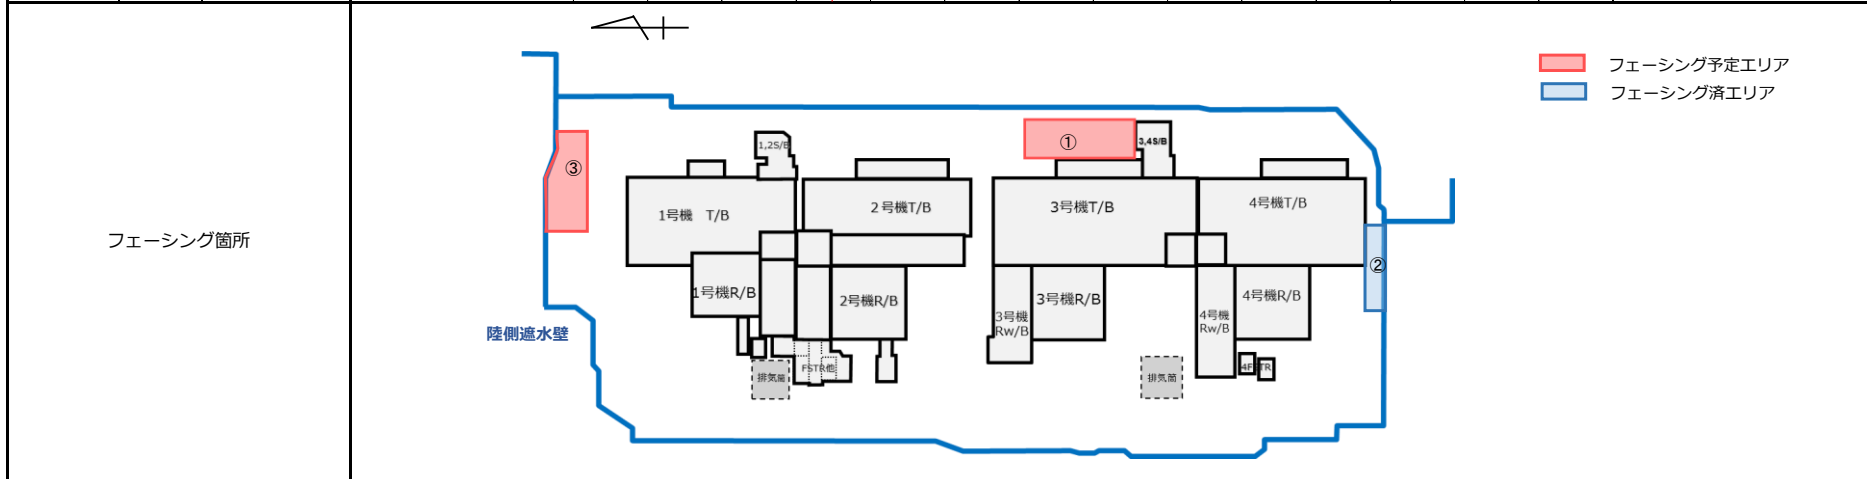 フェーシング箇所
フェーシング予定エリア
フェーシング済エリア
①
3,4S/B
1,2S/B
③
1号機 T/B
2号機T/B
3号機T/B
4号機T/B
②
1号機R/B
2号機R/B
3号機R/B
4号機R/B
3号機
Rw/B
4号機
Rw/B
陸側遮水壁
FSTR他
排気筒
排気筒
4F
TR